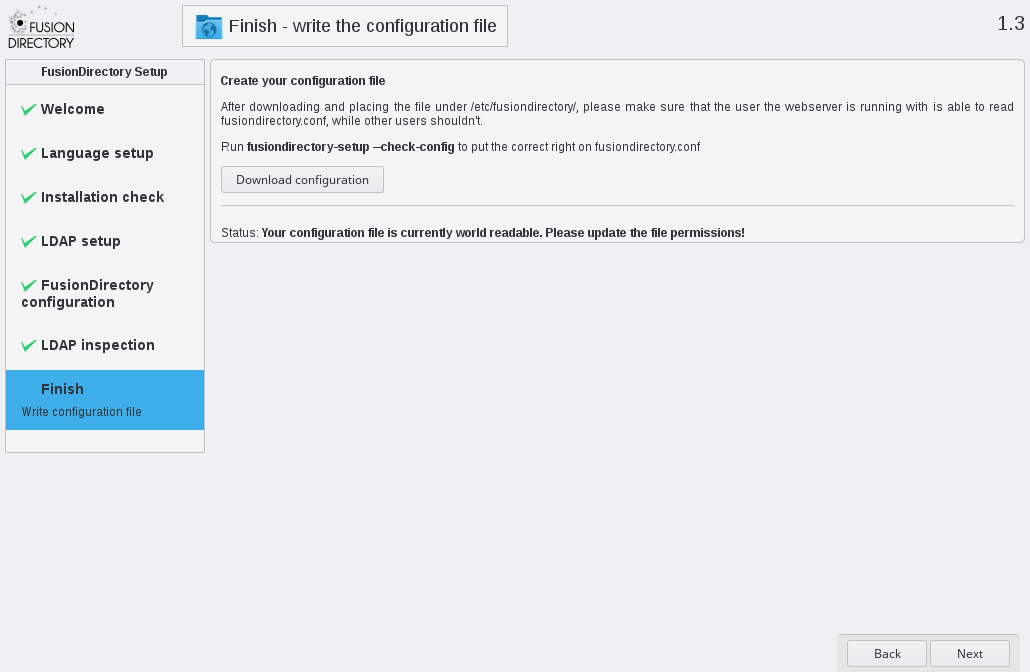 FUSION
DIRECTORY
Finish - write the configuration file
1.3
FusionDirectory Setup
Welcome
Language setup
Installation check
LDAP setup
FusionDirectory
configuration
LDAP inspection
Finish
Write configuration file
Create your configuration file
After downloading and placing the file under /etc/fusiondirectory/, please make sure that the user the webserver is running with is able to read
fusiondirectory.conf, while other users shouldn't.
Run fusiondirectory-setup --check-config to put the correct right on fusiondirectory.conf
Download configuration
Status: Your configuration file is currently world readable. Please update the file permissions!
Back
Next